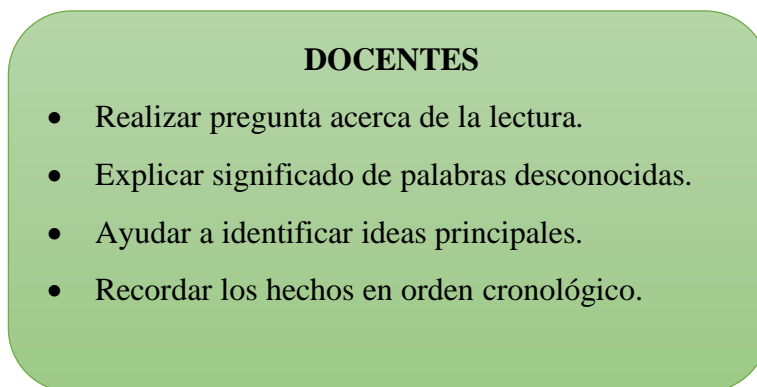 DOCENTES
• Realizar pregunta acerca de la lectura.
• Explicar significado de palabras desconocidas.
• Ayudar a identificar ideas principales.
• Recordar los hechos en orden cronológico.